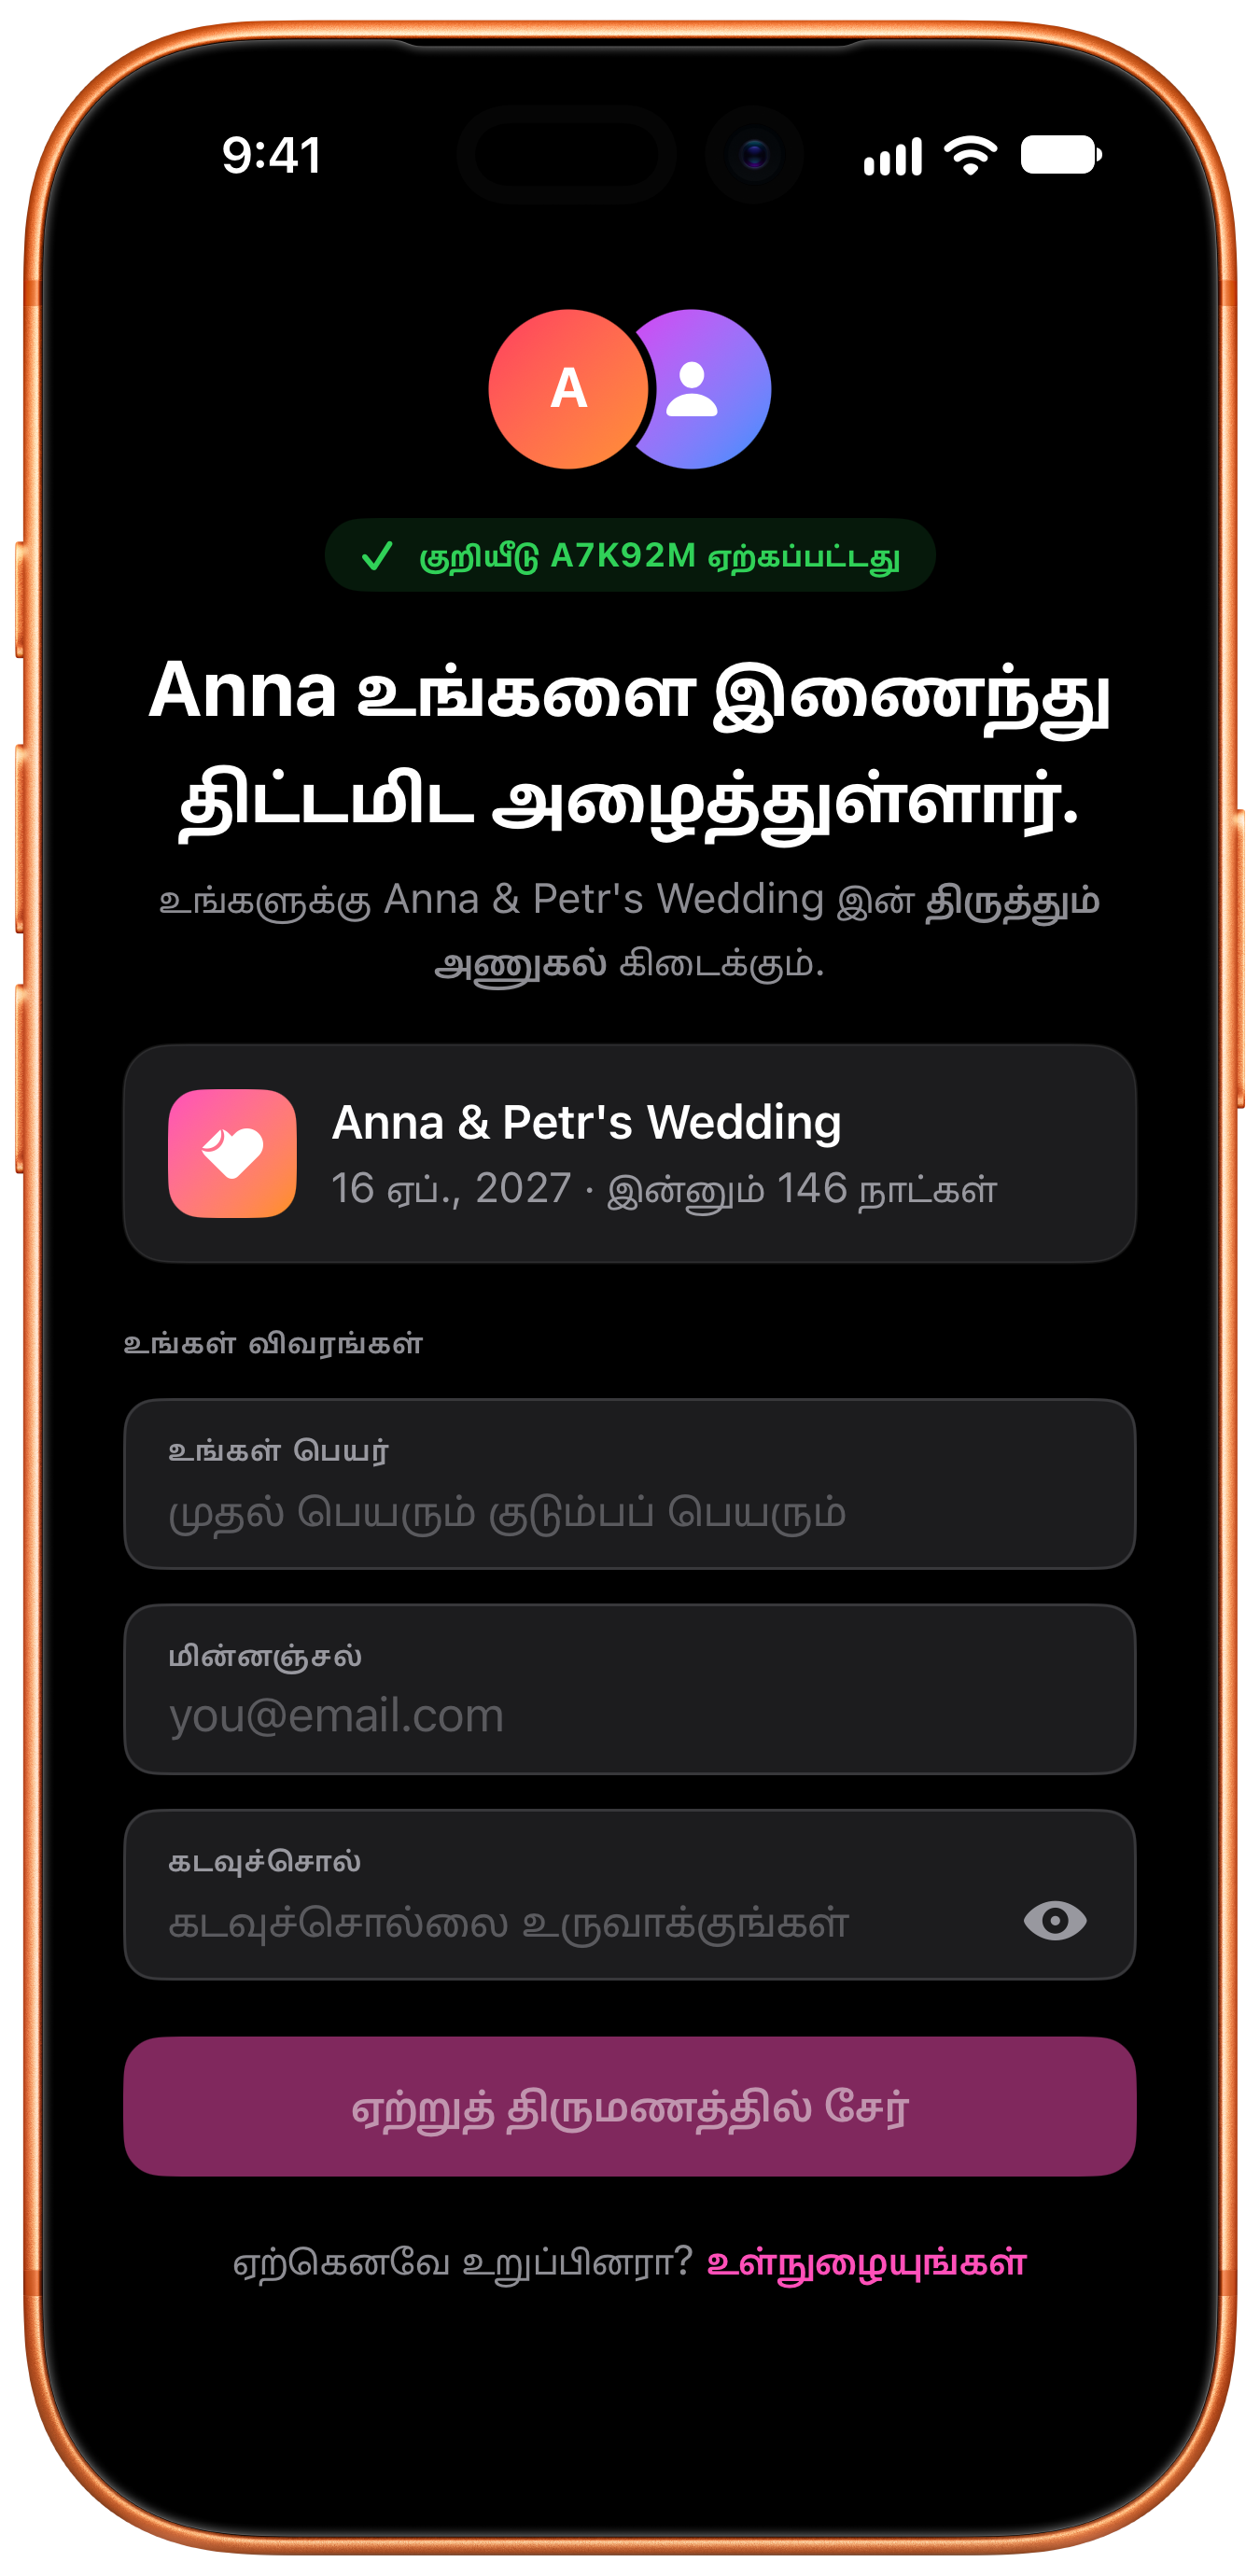 9:41
A
குறியீடு A7K92M ஏற்கப்பட்டது
Anna உங்களை இணைந்து
திட்டமிட அழைத்துள்ளார்.
உங்களுக்கு Anna & Petr's Wedding இன் திருத்தும்
அணுகல் கிடைக்கும்.
Anna & Petr's Wedding
16 ஏப்., 2027 · இன்னும் 146 நாட்கள்
உங்கள் விவரங்கள்
உங்கள் பெயர்
முதல் பெயரும் குடும்பப் பெயரும்
மின்னஞ்சல்
you@email.com
கடவுச்சொல்
கடவுச்சொல்லை உருவாக்குங்கள்
ஏற்றுத் திருமணத்தில் சேர்
ஏற்கெனவே உறுப்பினரா? உள்நுழையுங்கள்